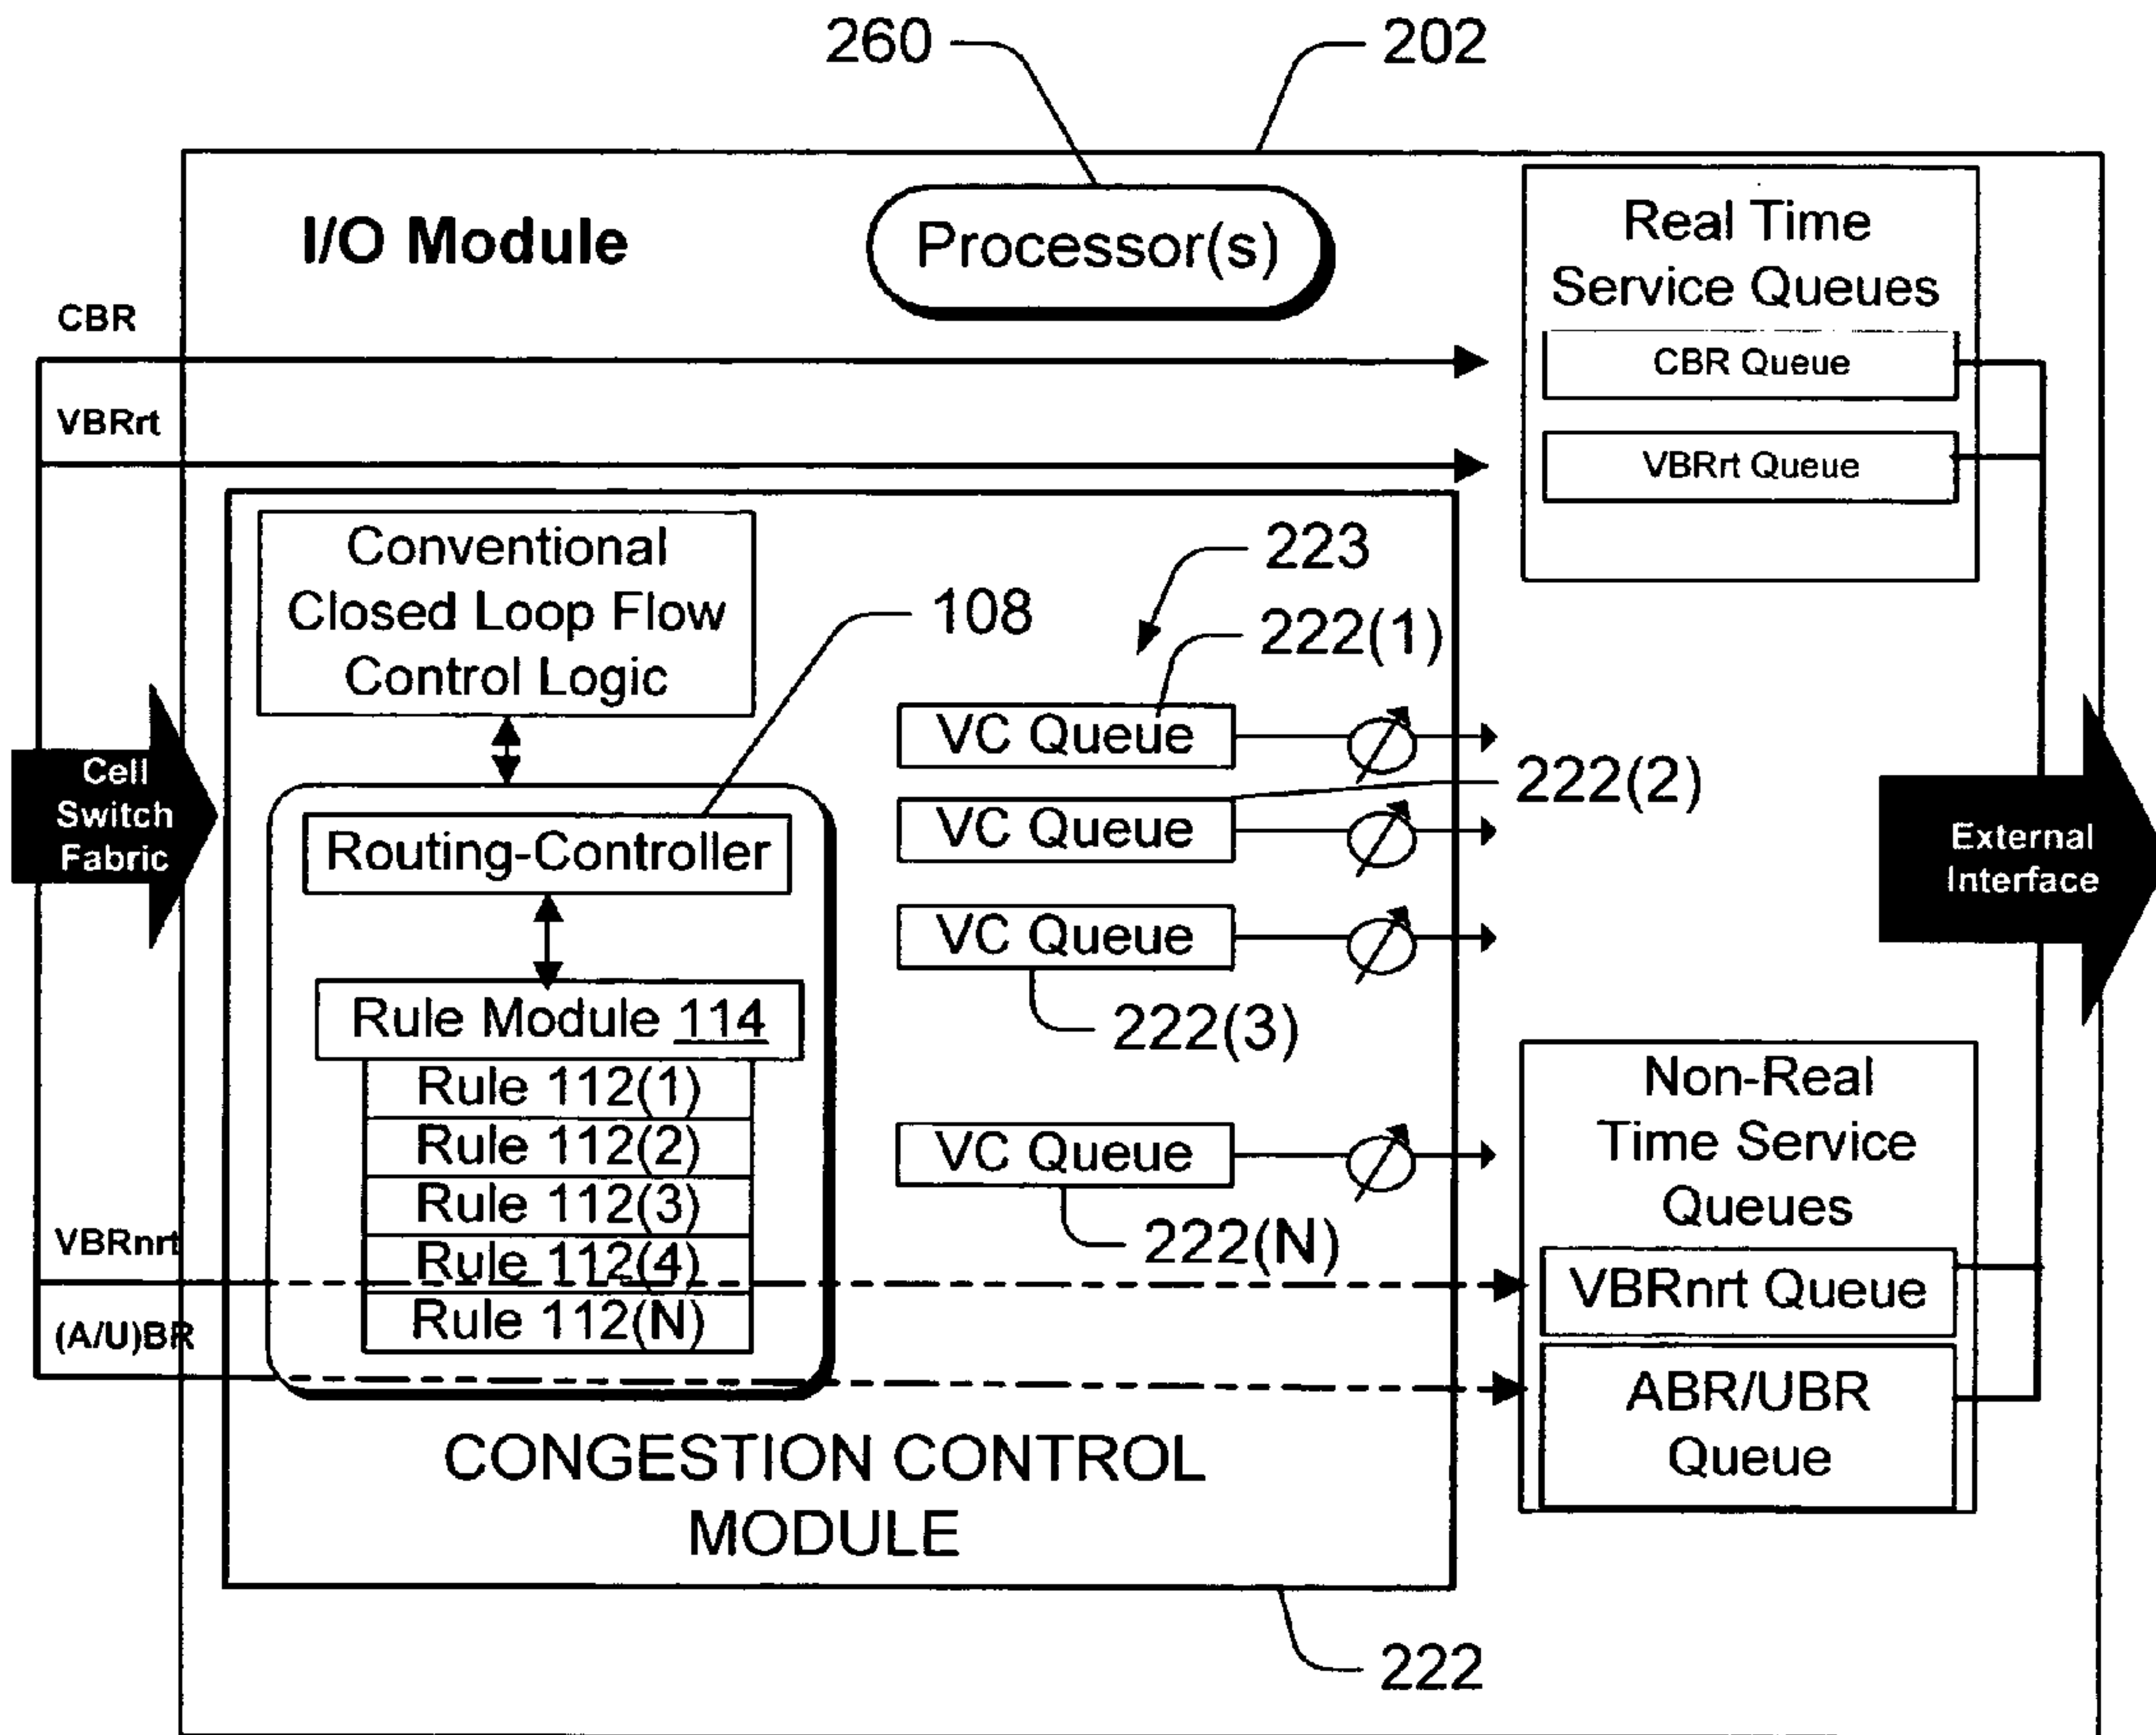 260
202
I/O Module
Processor(s)
Real Time
Service Queues
CBR Queue
VBRrt Queue
CBR
VBRrt
Conventional
Closed Loop Flow
Control Logic
108
223
222(1)
VC Queue
222(2)
VC Queue
VC Queue
222(3)
VC Queue
222(N)
Cell
Switch
Fabric
Routing-Controller
Rule Module 114
Rule 112(1)
Rule 112(2)
Rule 112(3)
Rule 112(4)
Rule 112(N)
External
Interface
VBRnrt
(A/U)BR
Non-Real
Time Service
Queues
VBRnrt Queue
ABR/UBR
Queue
CONGESTION CONTROL
MODULE
222